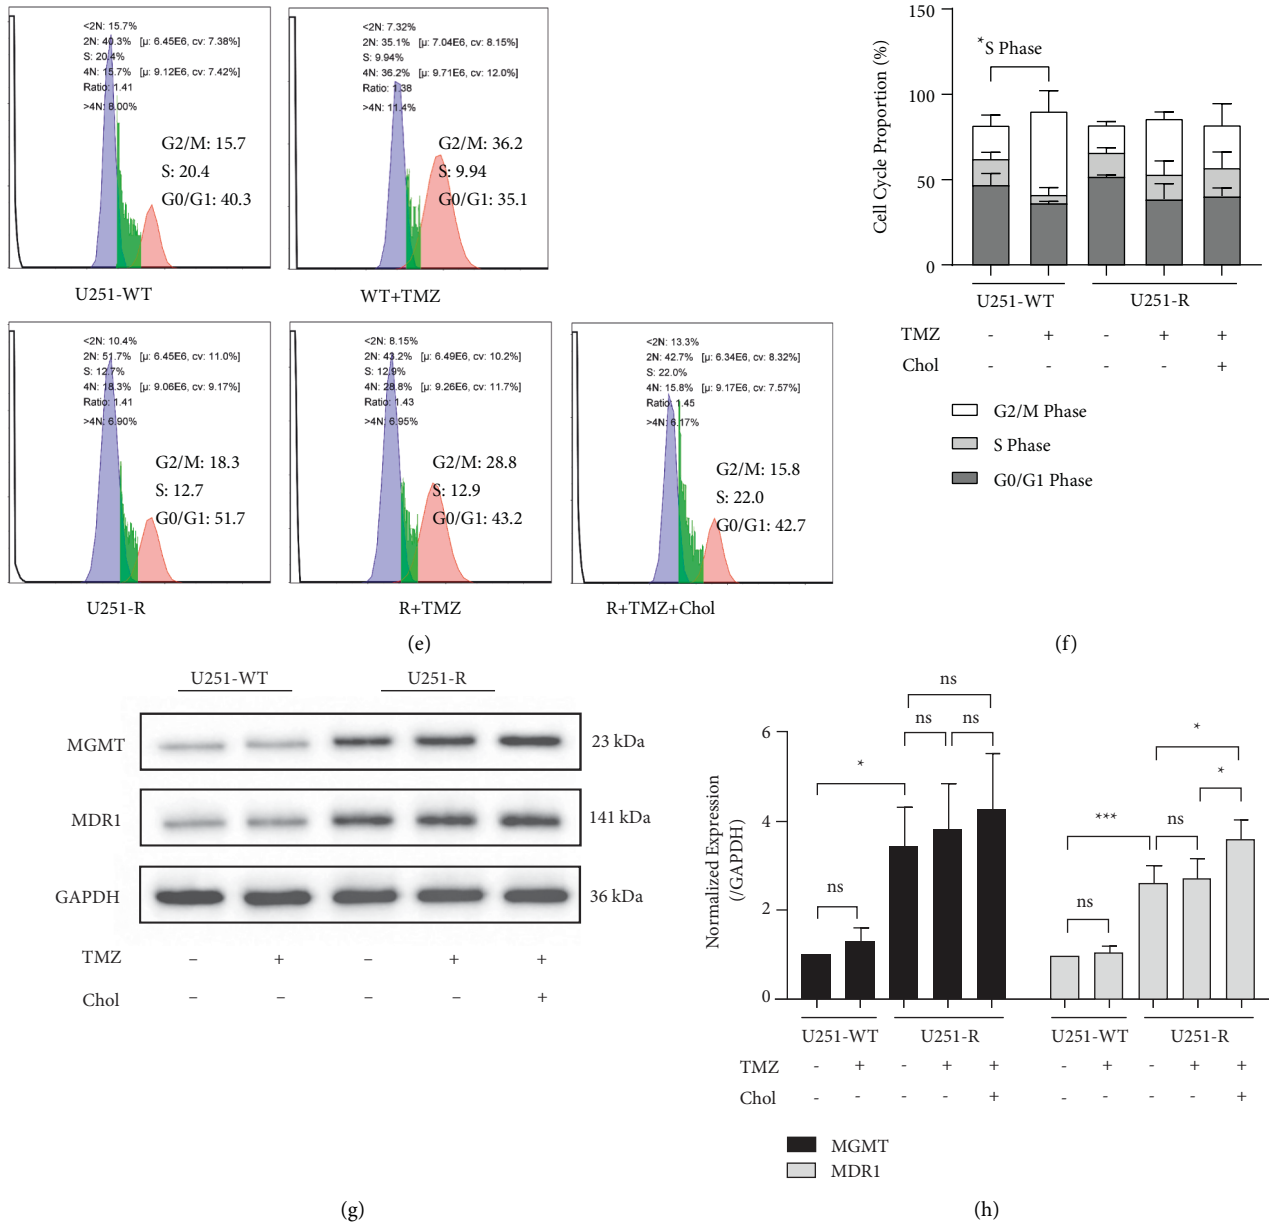 <2N: 15.7%
2N: 40.3% [µ: 6.45E6, cv: 7.38%]
S: 20.4%
4N: 15.7% [µ: 9.12E6, cv: 7.42%]
Ratio: 1.41
>4N: 8.00%
G2/M: 15.7
S: 20.4
G0/G1: 40.3
U251-WT
<2N: 7.32%
2N: 35.1% [µ: 7.04E6, cv: 8.15%]
S: 9.94%
4N: 36.2% [µ: 9.71E6, cv: 12.0%]
Ratio: 1.38
>4N: 11.4%
G2/M: 36.2
S: 9.94
G0/G1: 35.1
WT+TMZ
<2N: 10.4%
2N: 51.7% [µ: 6.45E6, cv: 11.0%]
S: 12.7%
4N: 18.3% [µ: 9.06E6, cv: 9.17%]
Ratio: 1.41
>4N: 6.90%
G2/M: 18.3
S: 12.7
G0/G1: 51.7
U251-R
<2N: 8.15%
2N: 43.2% [µ: 6.49E6, cv: 10.2%]
S: 12.9%
4N: 28.8% [µ: 9.26E6, cv: 11.7%]
Ratio: 1.43
>4N: 6.95%
G2/M: 28.8
S: 12.9
G0/G1: 43.2
R+TMZ
<2N: 13.3%
2N: 42.7% [µ: 6.34E6, cv: 8.32%]
S: 22.0%
4N: 15.8% [µ: 9.17E6, cv: 7.57%]
Ratio: 1.45
>4N: 6.17%
G2/M: 15.8
S: 22.0
G0/G1: 42.7
R+TMZ+Chol
(e)
Cell Cycle Proportion (%)
150
100
50
0
*S Phase
U251-WT U251-R
TMZ - + - + +
Chol - - - - +
G2/M Phase
S Phase
G0/G1 Phase
(f)
U251-WT U251-R
MGMT 23 kDa
MDR1 141 kDa
GAPDH 36 kDa
TMZ – + – + +
Chol – – – – +
(g)
Normalized Expression
(/GAPDH)
6
4
2
0
ns
*
ns
ns
ns
ns
***
ns
*
*
U251-WT U251-R U251-WT U251-R
TMZ - + - + + - + - + +
Chol - - - - + - - - - +
MGMT
MDR1
(h)